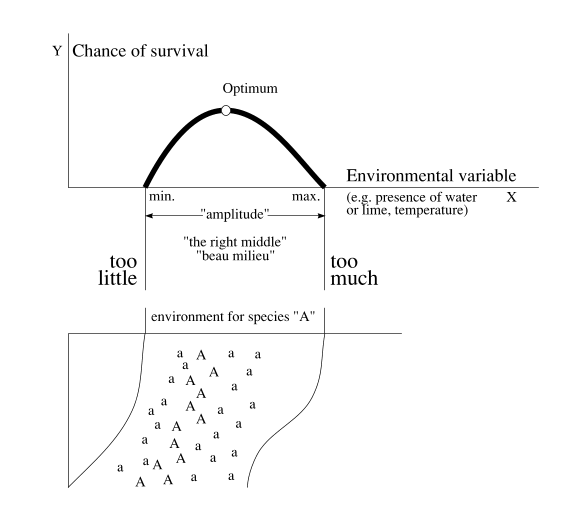 Y Chance of survival
Optimum
Environmental variable
(e.g. presence of water X
or lime, temperature)
min. max.
"amplitude"
"the right middle"
"beau milieu"
too
little
too
much
environment for species "A"
a A a a
a
a A A a
A a
a A a a
a A A a
a A a a
a a A A a a
A A a a